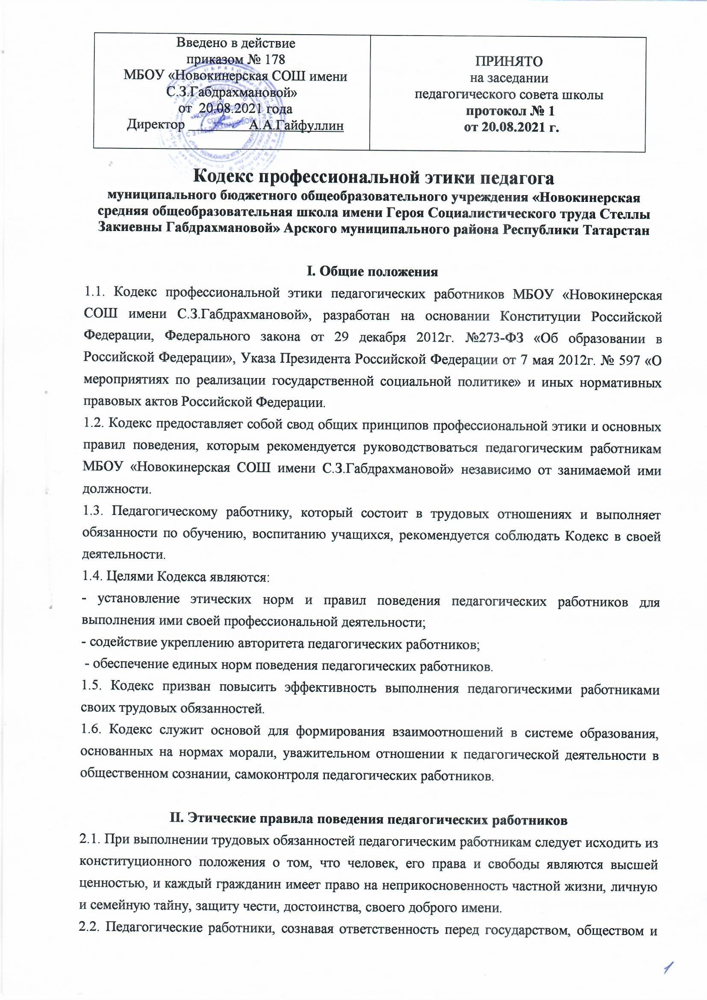 Введено в действие
приказом № 178
МБОУ «Новокинерская СОШ имени
С.З.Габдрахмановой»
от 20.08.2021 года
Директор А.А.Гайфуллин
ПРИНЯТО
на заседании
педагогического совета школы
протокол № 1
от 20.08.2021 г.
Кодекс профессиональной этики педагога
муниципального бюджетного общеобразовательного учреждения «Новокинерская
средняя общеобразовательная школа имени Героя Социалистического труда Стеллы
Закиевны Габдрахмановой» Арского муниципального района Республики Татарстан
I. Общие положения
1.1. Кодекс профессиональной этики педагогических работников МБОУ «Новокинерская
СОШ имени С.З.Габдрахмановой», разработан на основании Конституции Российской
Федерации, Федерального закона от 29 декабря 2012г. №273-ФЗ «Об образовании в
Российской Федерации», Указа Президента Российской Федерации от 7 мая 2012г. № 597 «О
мероприятиях по реализации государственной социальной политике» и иных нормативных
правовых актов Российской Федерации.
1.2. Кодекс предоставляет собой свод общих принципов профессиональной этики и основных
правил поведения, которым рекомендуется руководствоваться педагогическим работникам
МБОУ «Новокинерская СОШ имени С.З.Габдрахмановой» независимо от занимаемой ими
должности.
1.3. Педагогическому работнику, который состоит в трудовых отношениях и выполняет
обязанности по обучению, воспитанию учащихся, рекомендуется соблюдать Кодекс в своей
деятельности.
1.4. Целями Кодекса являются:
- установление этических норм и правил поведения педагогических работников для
выполнения ими своей профессиональной деятельности;
- содействие укреплению авторитета педагогических работников;
- обеспечение единых норм поведения педагогических работников.
1.5. Кодекс призван повысить эффективность выполнения педагогическими работниками
своих трудовых обязанностей.
1.6. Кодекс служит основой для формирования взаимоотношений в системе образования,
основанных на нормах морали, уважительном отношении к педагогической деятельности в
общественном сознании, самоконтроля педагогических работников.
II. Этические правила поведения педагогических работников
2.1. При выполнении трудовых обязанностей педагогическим работникам следует исходить из
конституционного положения о том, что человек, его права и свободы являются высшей
ценностью, и каждый гражданин имеет право на неприкосновенность частной жизни, личную
и семейную тайну, защиту чести, достоинства, своего доброго имени.
2.2. Педагогические работники, сознавая ответственность перед государством, обществом и
1